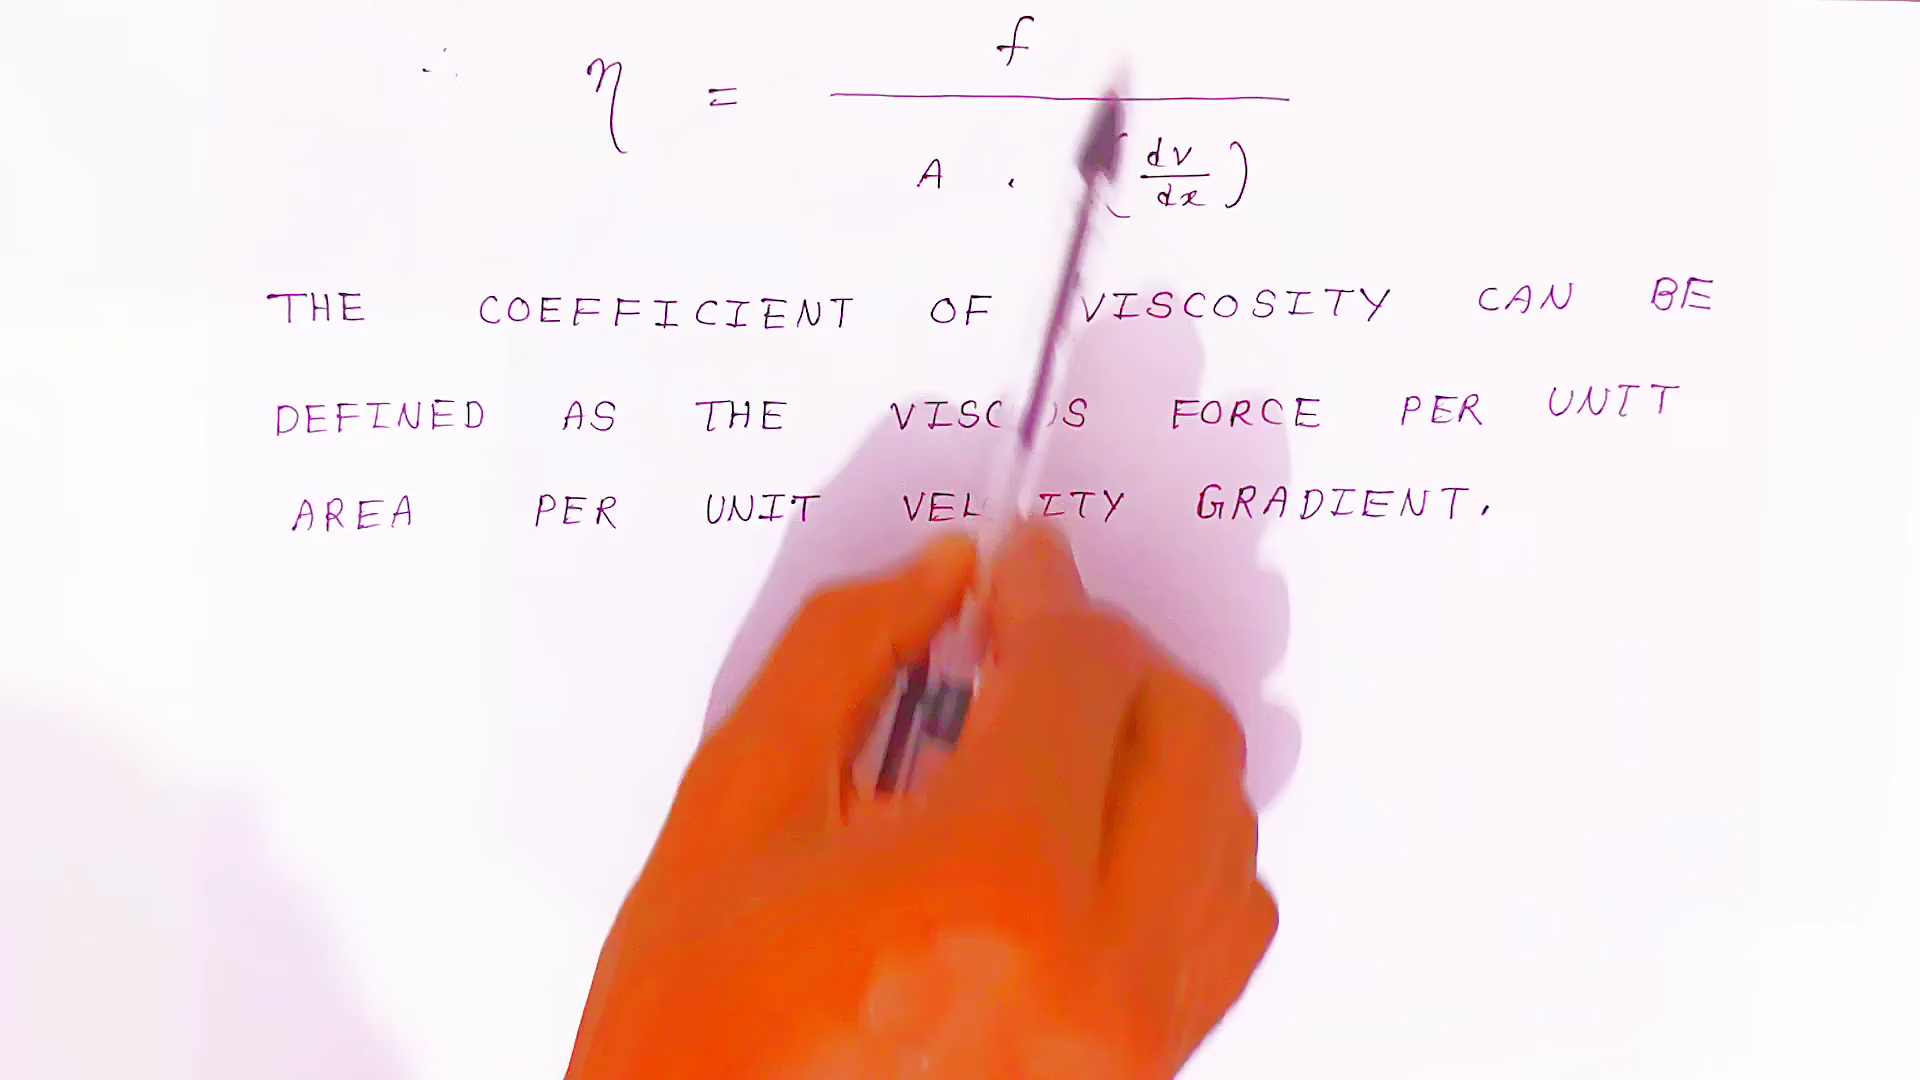 ∴ η = f / A . (dv/dx)
THE COEFFICIENT OF VISCOSITY CAN BE
DEFINED AS THE FORCE PER UNIT
AREA PER UNIT GRADIENT.